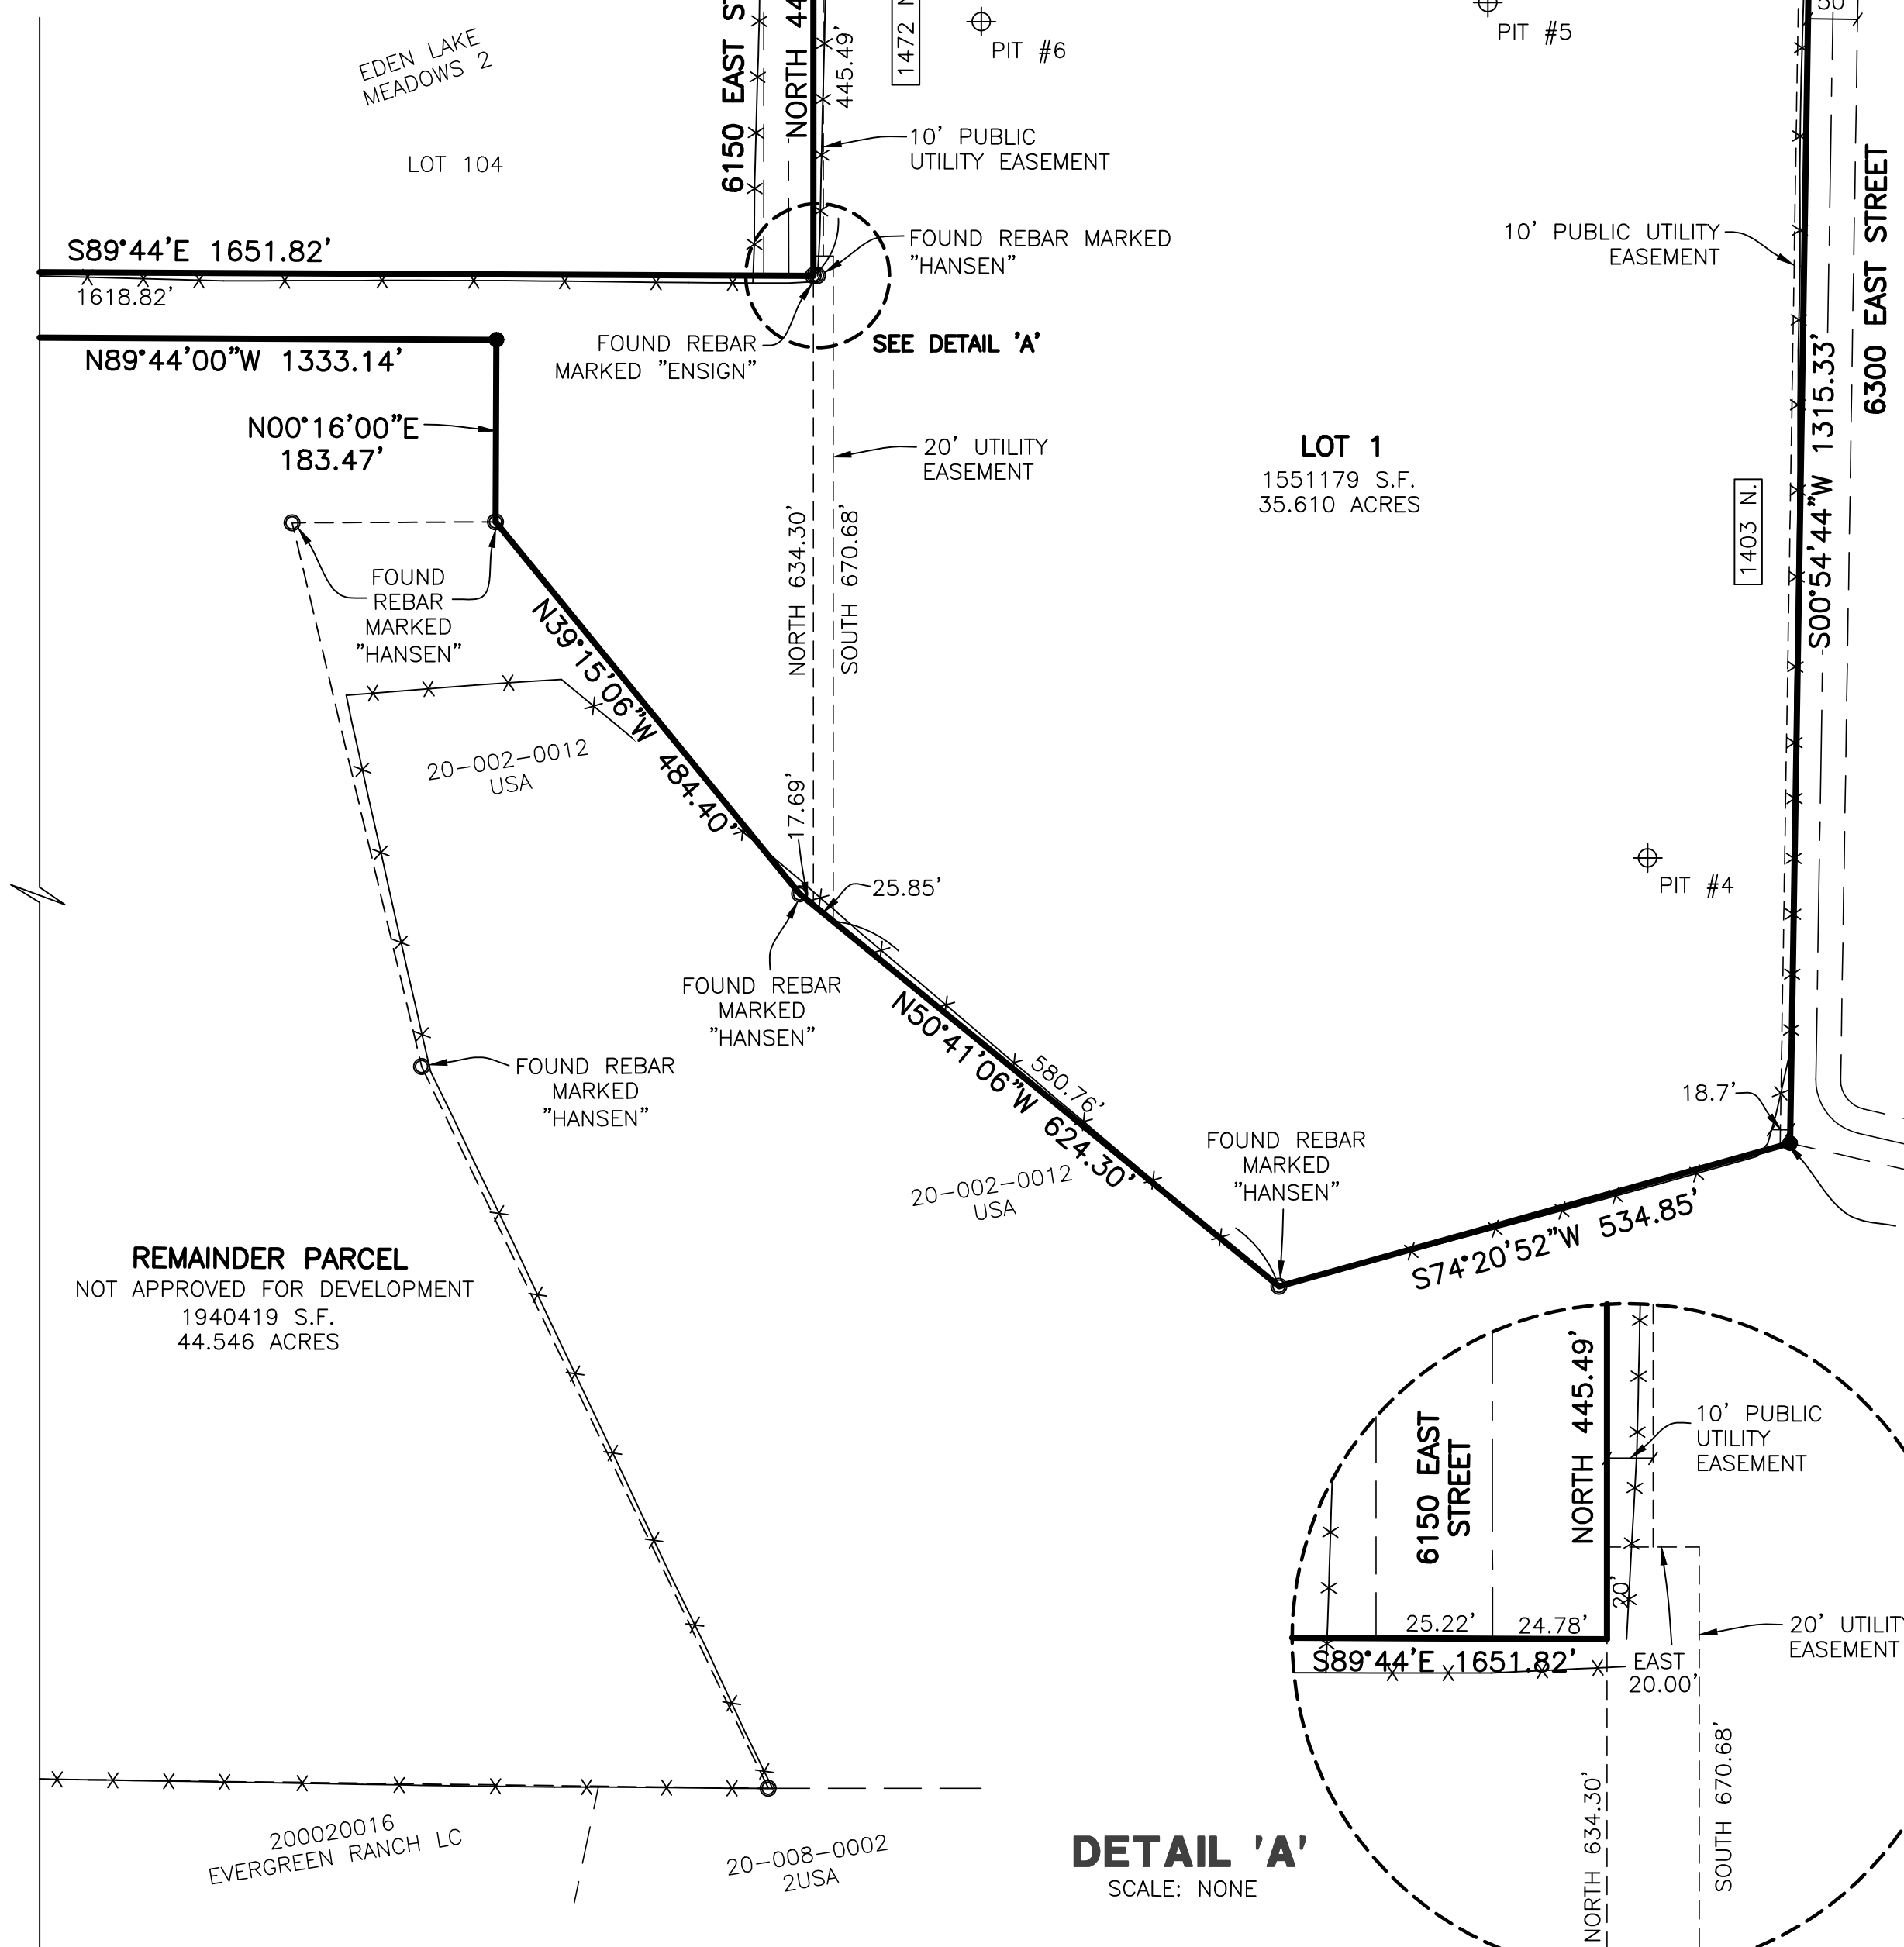 EDEN LAKE
MEADOWS 2
LOT 104
6150 EAST
NORTH
445.49'
1472
PIT #6
PIT #5
50'
10' PUBLIC
UTILITY EASEMENT
FOUND REBAR MARKED
"HANSEN"
S89°44'E 1651.82'
1618.82'
N89°44'00"W 1333.14'
FOUND REBAR
MARKED "ENSIGN"
SEE DETAIL 'A'
10' PUBLIC UTILITY
EASEMENT
6300 EAST STREET
S00°54'44"W 1315.33'
1403 N.
N00°16'00"E
183.47'
20' UTILITY
EASEMENT
LOT 1
1551179 S.F.
35.610 ACRES
NORTH 634.30'
SOUTH 670.68'
FOUND
REBAR
MARKED
"HANSEN"
N39°15'06"W 484.40'
20-002-0012
USA
17.69'
25.85'
PIT #4
FOUND REBAR
MARKED
"HANSEN"
FOUND REBAR
MARKED
"HANSEN"
N50°41'06"W 624.30'
580.76'
20-002-0012
USA
FOUND REBAR
MARKED
"HANSEN"
18.7'
S74°20'52"W 534.85'
REMAINDER PARCEL
NOT APPROVED FOR DEVELOPMENT
1940419 S.F.
44.546 ACRES
200020016
EVERGREEN RANCH LC
20-008-0002
2USA
DETAIL 'A'
SCALE: NONE
6150 EAST
STREET
NORTH 445.49'
10' PUBLIC
UTILITY
EASEMENT
20'
25.22'
24.78'
S89°44'E 1651.82'
EAST
20.00'
20' UTILITY
EASEMENT
NORTH 634.30'
SOUTH 670.68'